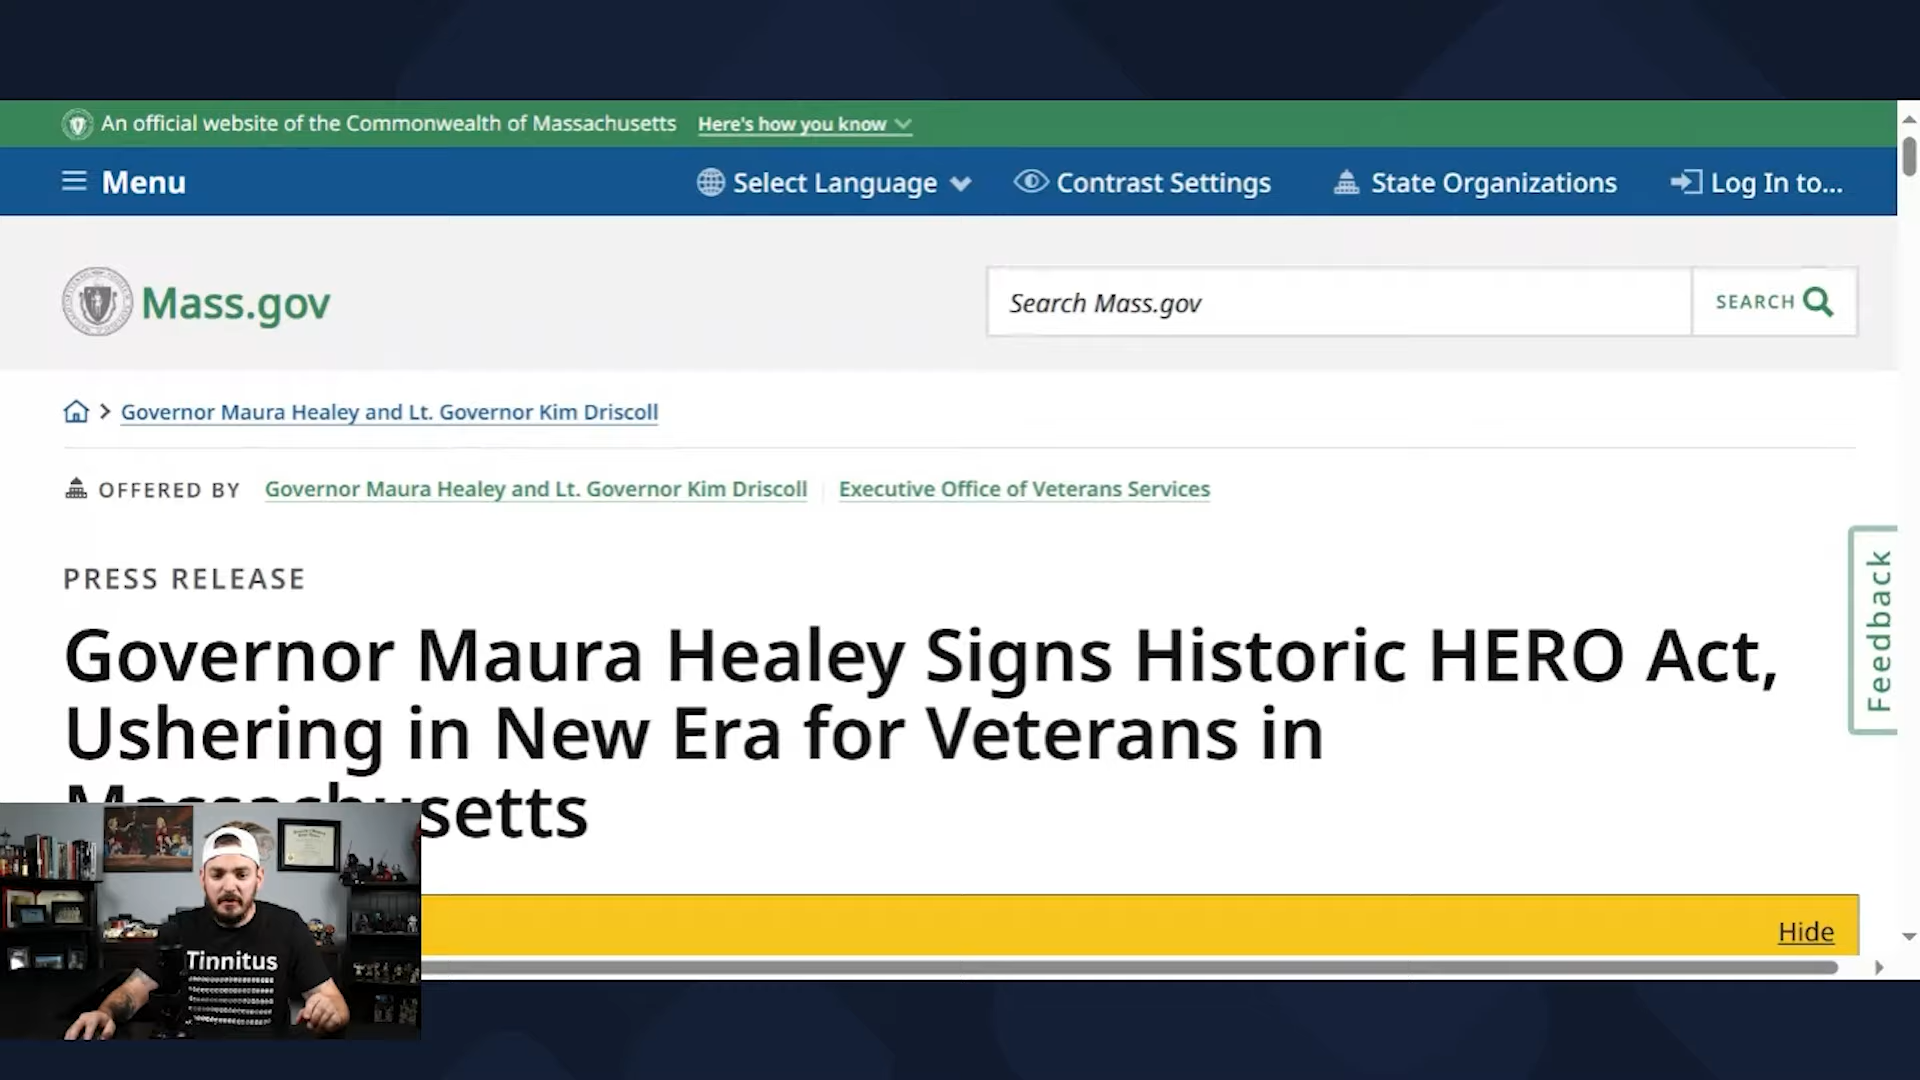 An official website of the Commonwealth of Massachusetts Here's how you know
Menu Select Language Contrast Settings State Organizations Log In to...
Mass.gov Search Mass.gov SEARCH
Governor Maura Healey and Lt. Governor Kim Driscoll
OFFERED BY Governor Maura Healey and Lt. Governor Kim Driscoll Executive Office of Veterans Services
Feedback
PRESS RELEASE
Governor Maura Healey Signs Historic HERO Act,
Ushering in New Era for Veterans in
Massachusetts
Hide
Tinnitus